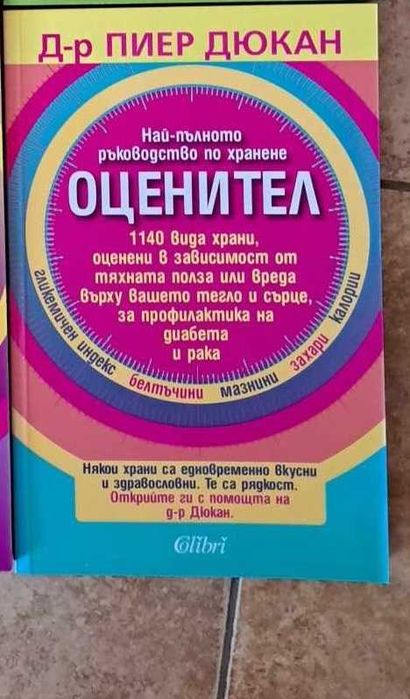 Д-р ПИЕР ДЮКАН
Най-пълното
ръководство по хранене
ОЦЕНИТЕЛ
1140 вида храни,
оценени в зависимост от
тяхната полза или вреда
върху вашето тегло и сърце,
за профилактика на
диабета
и рака
гликемичен индекс белтъчини мазнини захари калории
Някои храни са едновременно вкусни
и здравословни. Те са рядкост.
Открийте ги с помощта на
д-р Дюкан.
Colibri